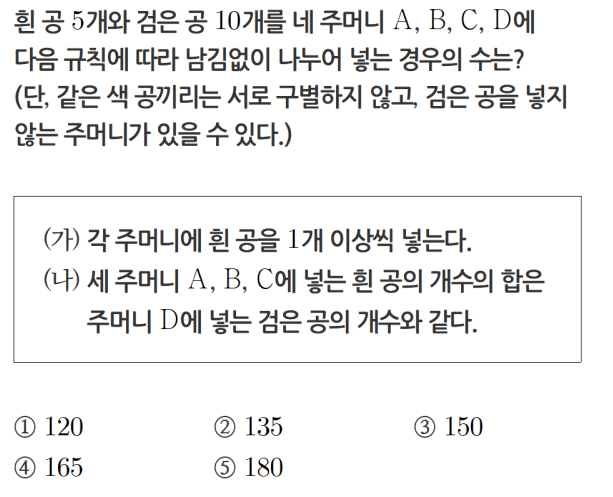 흰 공 5개와 검은 공 10개를 네 주머니 A, B, C, D에
다음 규칙에 따라 남김없이 나누어 넣는 경우의 수는?
(단, 같은 색 공끼리는 서로 구별하지 않고, 검은 공을 넣지
않는 주머니가 있을 수 있다.)
(가) 각 주머니에 흰 공을 1개 이상씩 넣는다.
(나) 세 주머니 A, B, C에 넣는 흰 공의 개수의 합은
주머니 D에 넣는 검은 공의 개수와 같다.
① 120 ② 135 ③ 150
④ 165 ⑤ 180